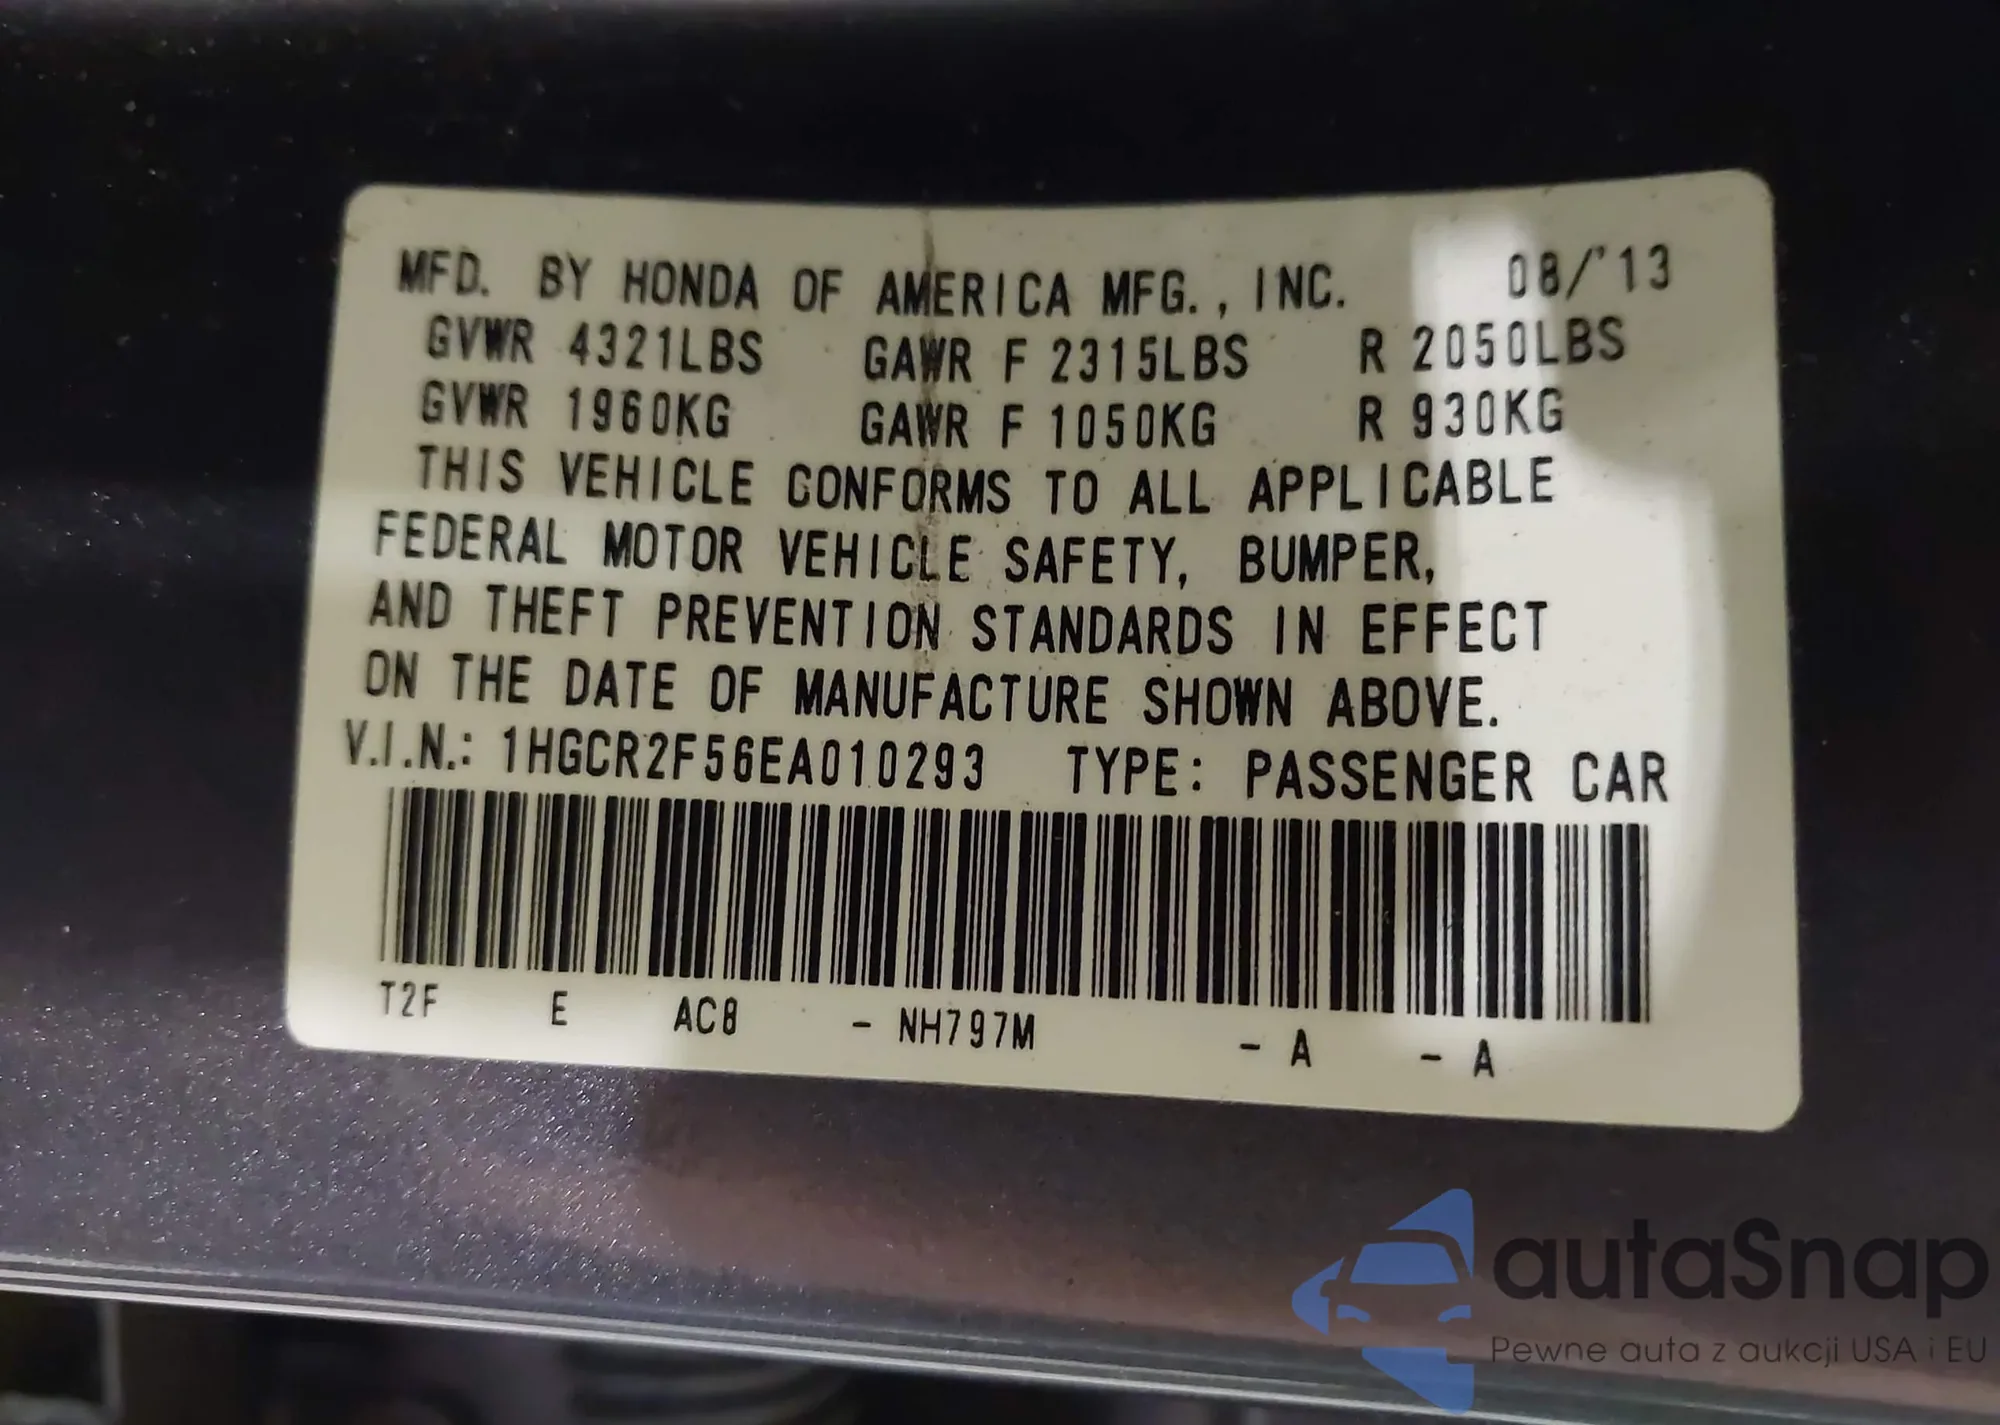 MFD. BY HONDA OF AMERICA MFG., INC. 08/'13
GVWR 4321LBS GAWR F 2315LBS R 2050LBS
GVWR 1960KG GAWR F 1050KG R 930KG
THIS VEHICLE CONFORMS TO ALL APPLICABLE
FEDERAL MOTOR VEHICLE SAFETY, BUMPER,
AND THEFT PREVENTION STANDARDS IN EFFECT
ON THE DATE OF MANUFACTURE SHOWN ABOVE.
V.I.N.: 1HGCR2F56EA010293 TYPE: PASSENGER CAR
T2F E AC8 - NH797M - A - A
autaSnap
Pewne auta z aukcji USA i EU